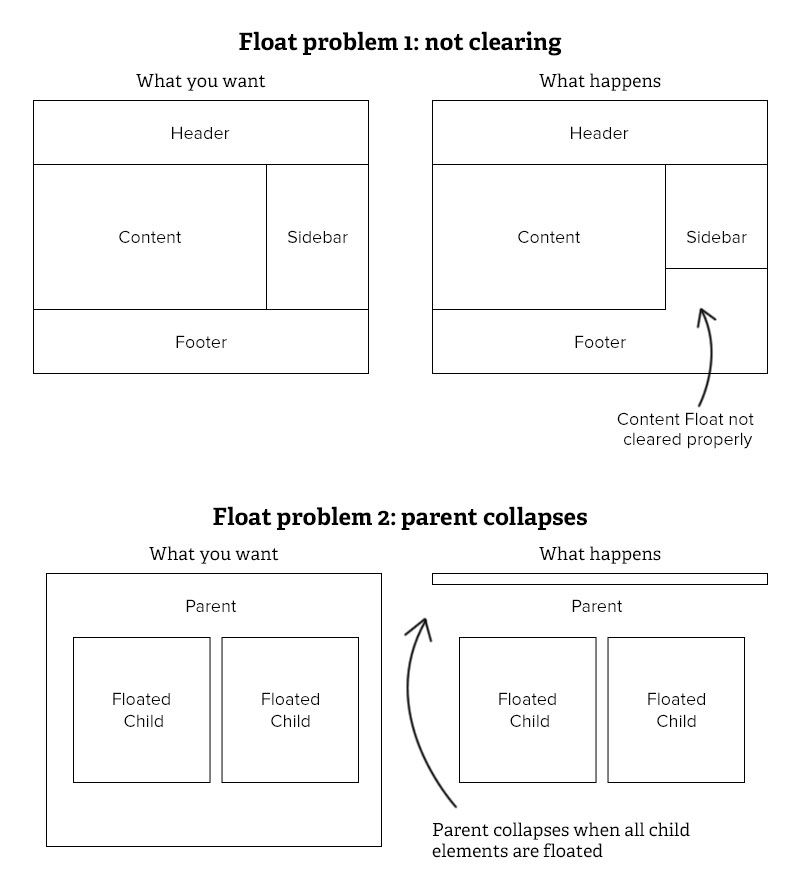 Float problem 1: not clearing
What you want
What happens
Header
Header
Content
Sidebar
Content
Sidebar
Footer
Footer
Content Float not
cleared properly
Float problem 2: parent collapses
What you want
What happens
Parent
Parent
Floated
Child
Floated
Child
Floated
Child
Floated
Child
Parent collapses when all child
elements are floated